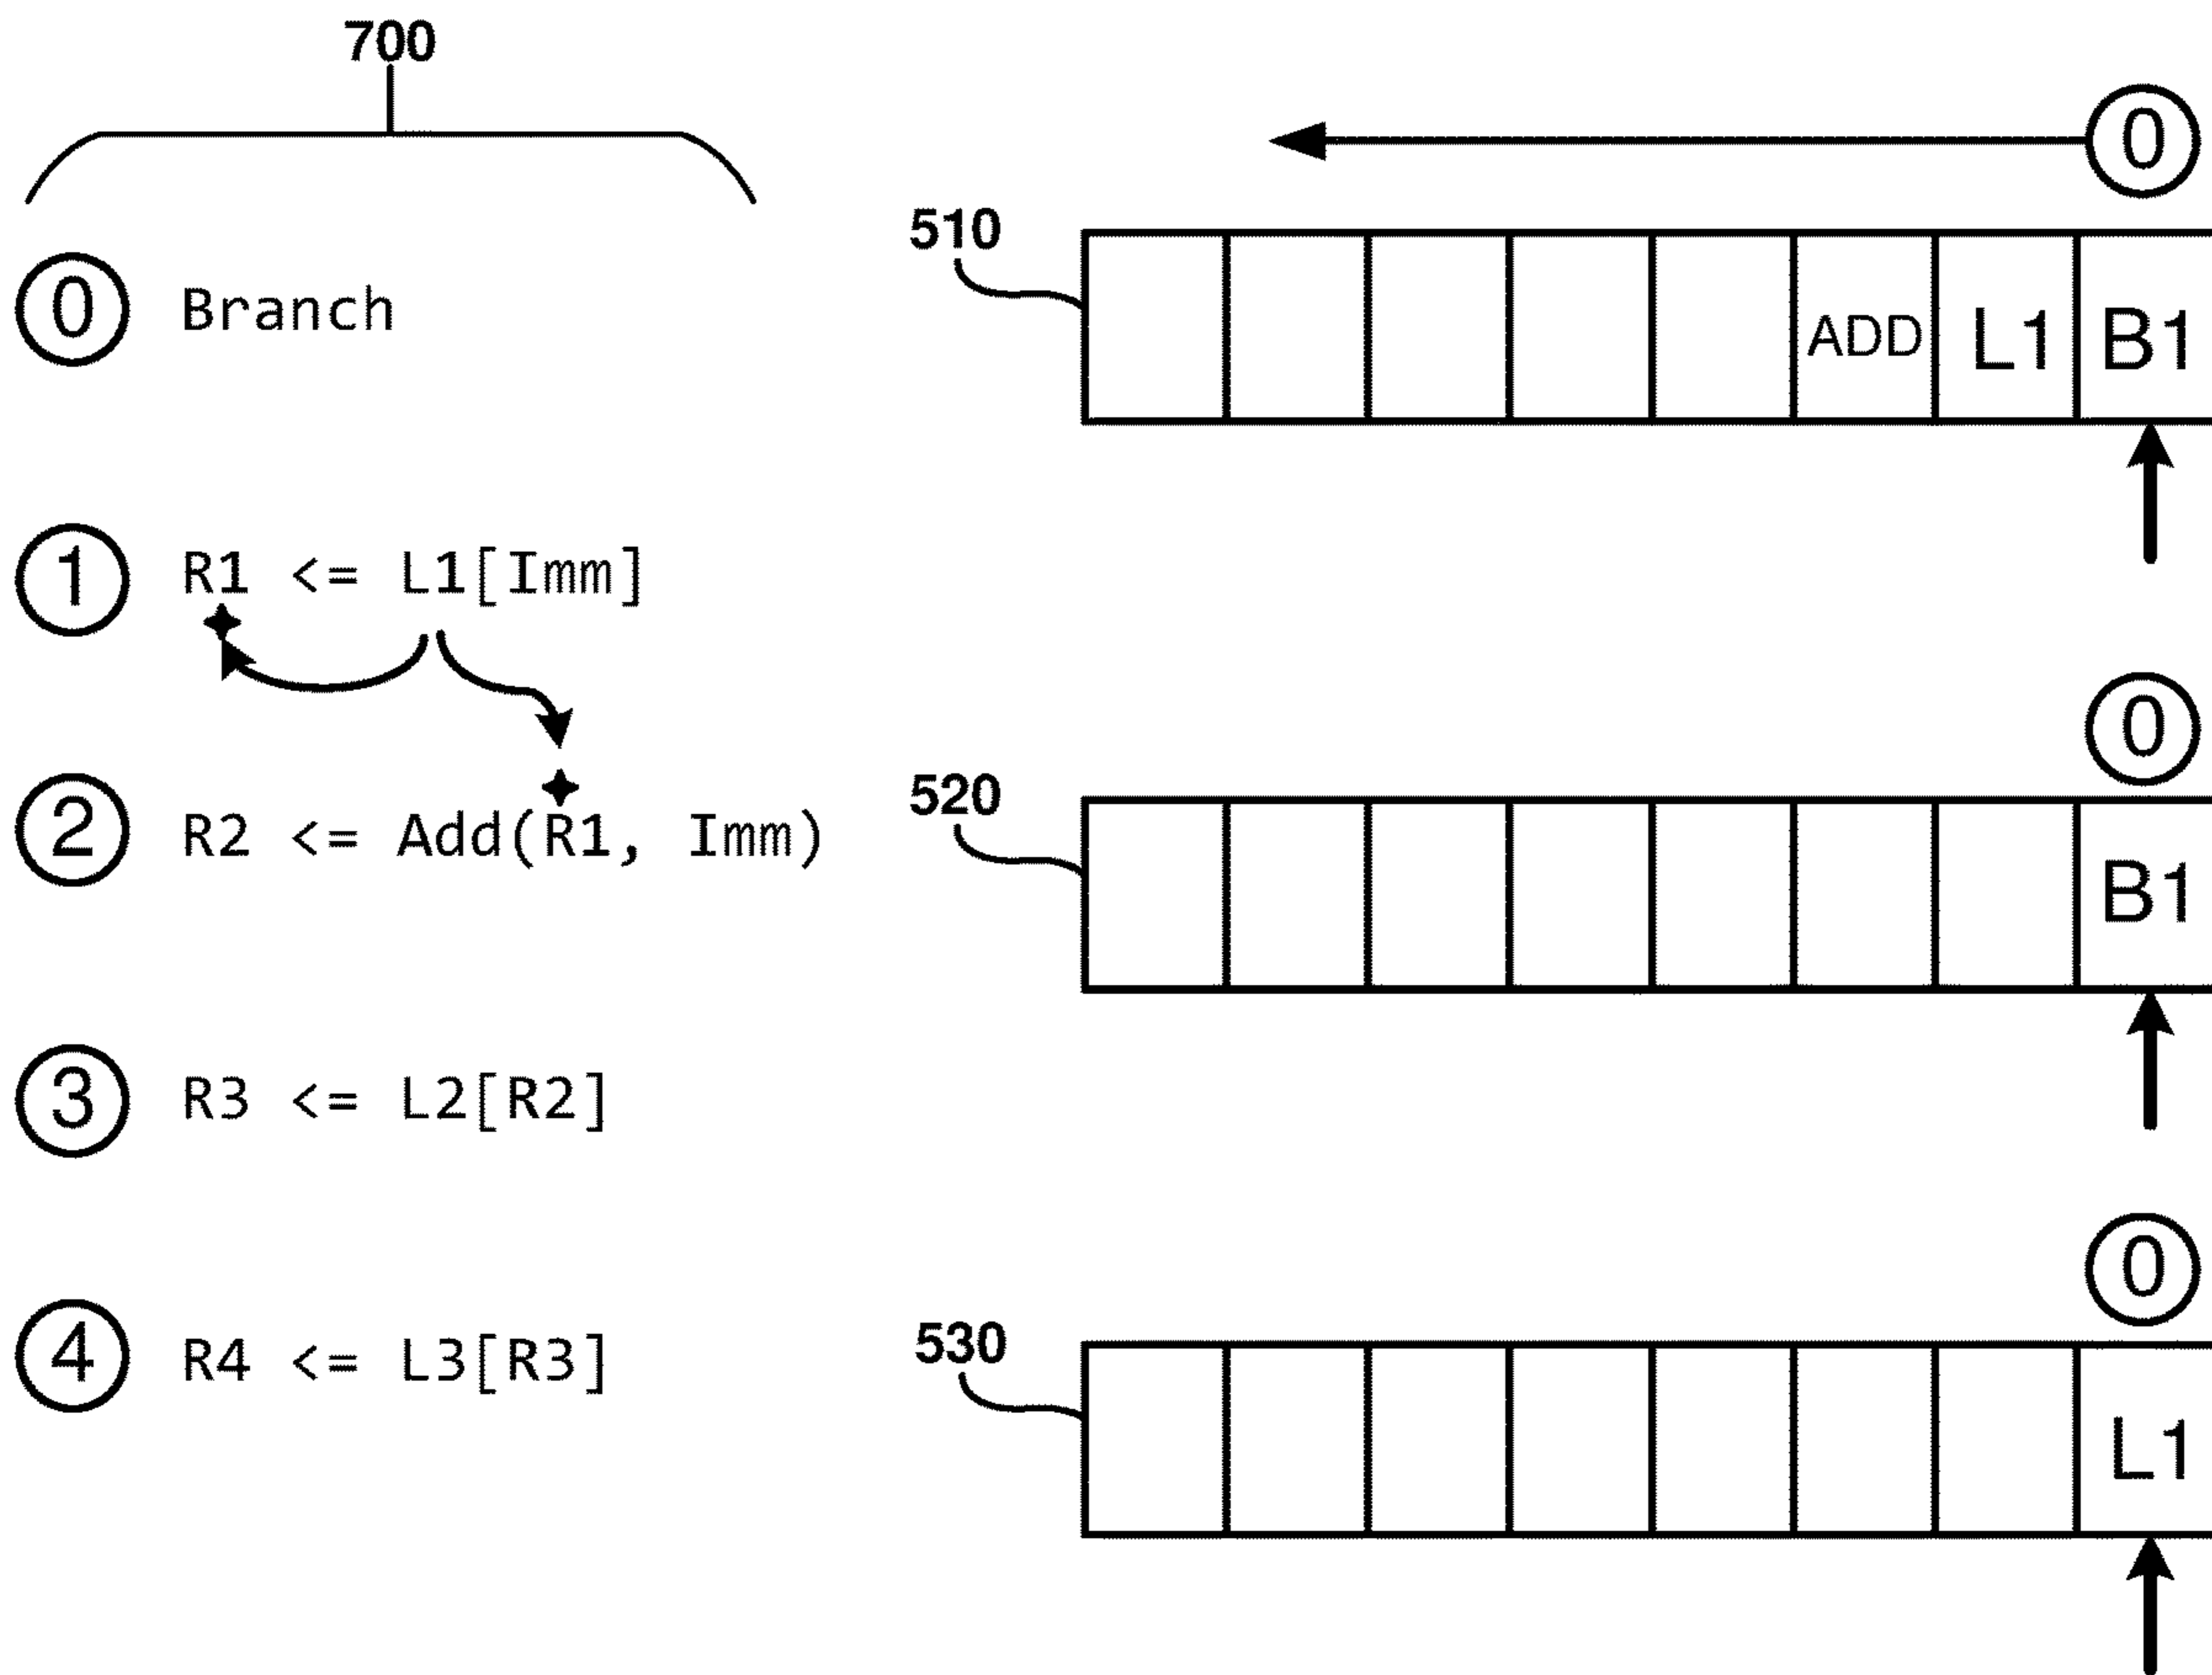 700
0 Branch
1 R1 <= L1[Imm]
2 R2 <= Add(R1, Imm)
3 R3 <= L2[R2]
4 R4 <= L3[R3]
0
510
ADD L1 B1
0
520
B1
0
530
L1